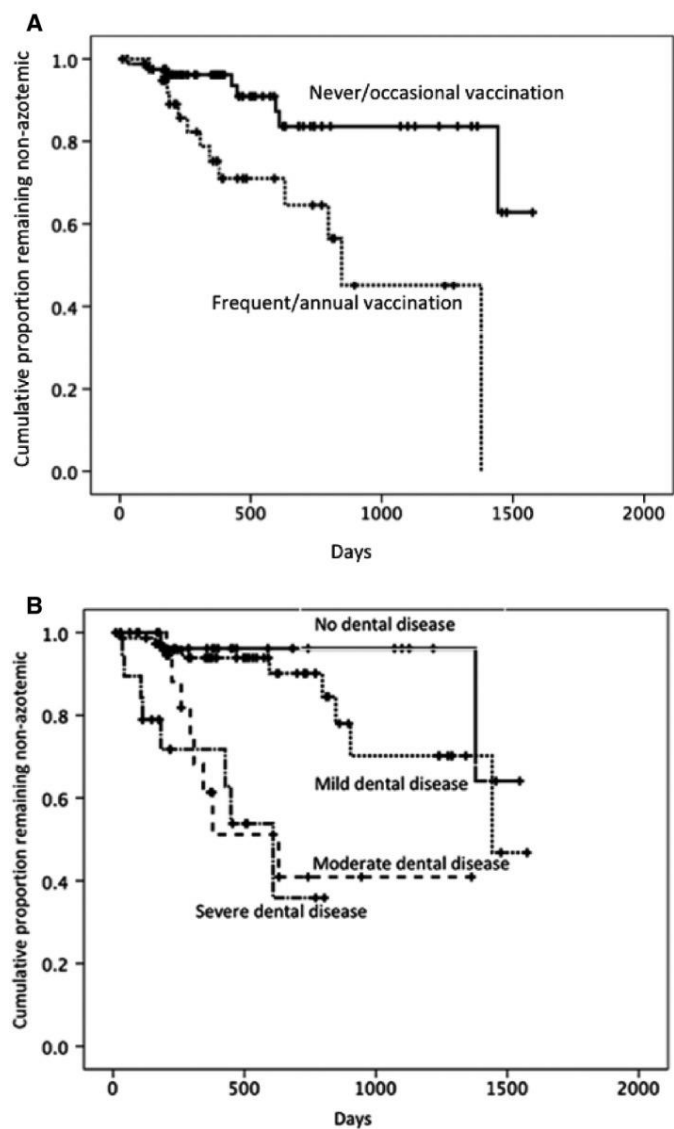 A
Cumulative proportion remaining non-azotemic
1.0
0.8
0.6
0.4
0.2
0.0
Never/occasional vaccination
Frequent/annual vaccination
0 500 1000 1500 2000
Days
B
Cumulative proportion remaining non-azotemic
1.0
0.8
0.6
0.4
0.2
0.0
No dental disease
Mild dental disease
Moderate dental disease
Severe dental disease
0 500 1000 1500 2000
Days